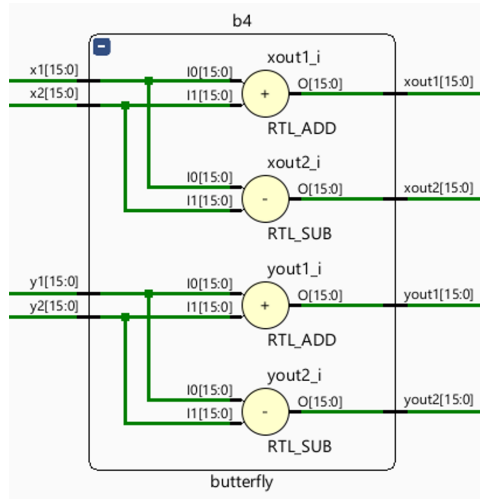 b4
xout1_i
x1[15:0] I0[15:0] O[15:0] xout1[15:0]
x2[15:0] I1[15:0] +
RTL_ADD
xout2_i
I0[15:0] O[15:0] xout2[15:0]
I1[15:0] -
RTL_SUB
yout1_i
y1[15:0] I0[15:0] O[15:0] yout1[15:0]
y2[15:0] I1[15:0] +
RTL_ADD
yout2_i
I0[15:0] O[15:0] yout2[15:0]
I1[15:0] -
RTL_SUB
butterfly